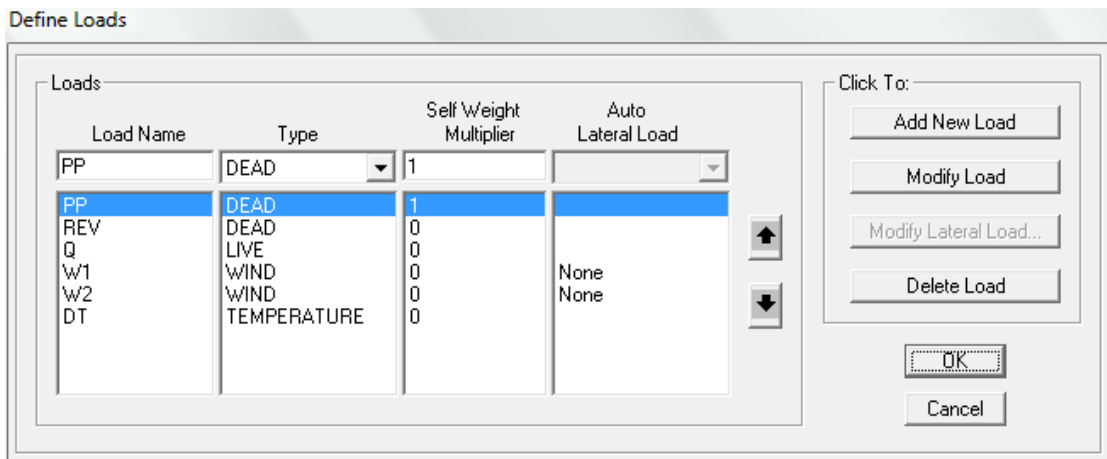 Define Loads
Loads
Load Name Type Self Weight Multiplier Auto Lateral Load
PP DEAD 1
PP DEAD 1
REV DEAD 0
Q LIVE 0
W1 WIND 0 None
W2 WIND 0 None
DT TEMPERATURE 0
Click To:
Add New Load
Modify Load
Modify Lateral Load...
Delete Load
OK
Cancel